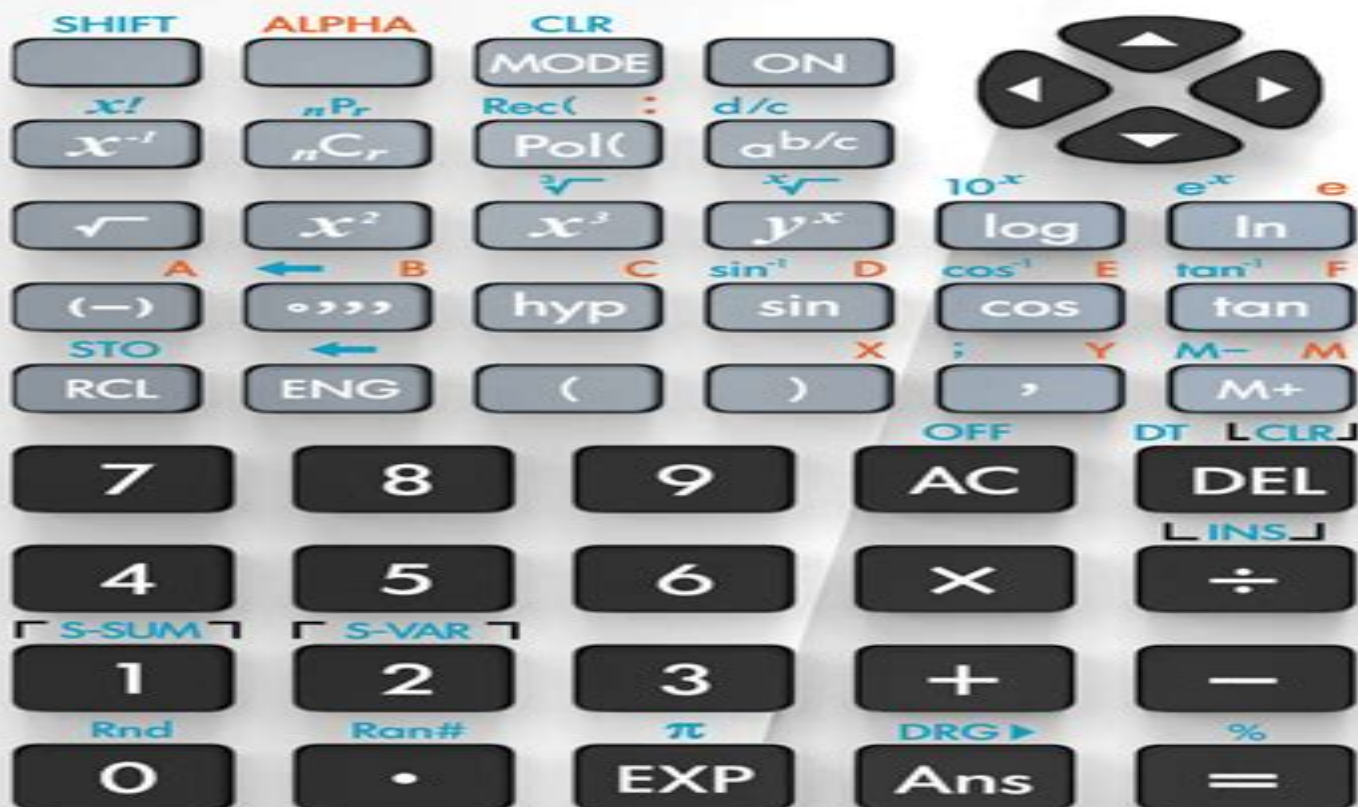 SHIFT ALPHA CLR
MODE ON
x! nPr Rec( : d/c
x⁻¹ nCr Pol( a b/c
³√ ˣ√ 10ˣ eˣ e
√ x² x³ yˣ log ln
A ← B C sin⁻¹ D cos⁻¹ E tan⁻¹ F
(−) ° ’ ’ ’ hyp sin cos tan
STO ← X ; Y M− M
RCL ENG ( ) , M+
OFF DT CLR
7 8 9 AC DEL
INS
4 5 6 × ÷
S-SUM S-VAR
1 2 3 + −
Rnd Ran# π DRG► %
0 · EXP Ans =